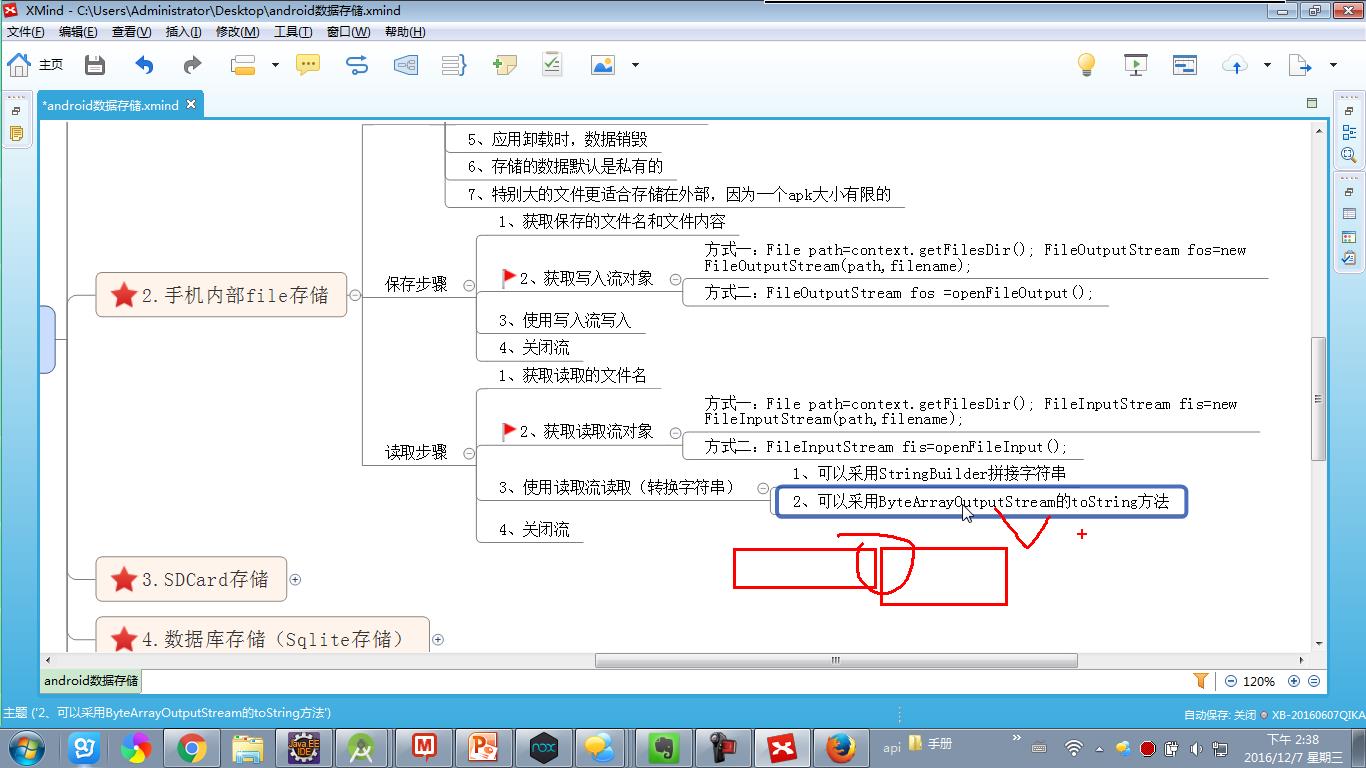 XMind - C:\Users\Administrator\Desktop\android数据存储.xmind
文件(F) 编辑(E) 查看(V) 插入(I) 修改(M) 工具(T) 窗口(W) 帮助(H)
主页
*android数据存储.xmind
5、应用卸载时，数据销毁
6、存储的数据默认是私有的
7、特别大的文件更适合存储在外部，因为一个apk大小有限的
2.手机内部file存储
保存步骤
1、获取保存的文件名和文件内容
2、获取写入流对象
方式一：File path=context.getFilesDir(); FileOutputStream fos=new
FileOutputStream(path,filename);
方式二：FileOutputStream fos =openFileOutput();
3、使用写入流写入
4、关闭流
读取步骤
1、获取读取的文件名
2、获取读取流对象
方式一：File path=context.getFilesDir(); FileInputStream fis=new
FileInputStream(path,filename);
方式二：FileInputStream fis=openFileInput();
3、使用读取流读取（转换字符串）
1、可以采用StringBuilder拼接字符串
2、可以采用ByteArrayOutputStream的toString方法
4、关闭流
3.SDCard存储
4.数据库存储（Sqlite存储）
android数据存储
120%
主题 ('2、可以采用ByteArrayOutputStream的toString方法')
自动保存: 关闭
XB-20160607QIKA
Java EE
IDE
nox
api
手册
下午 2:38
2016/12/7 星期三